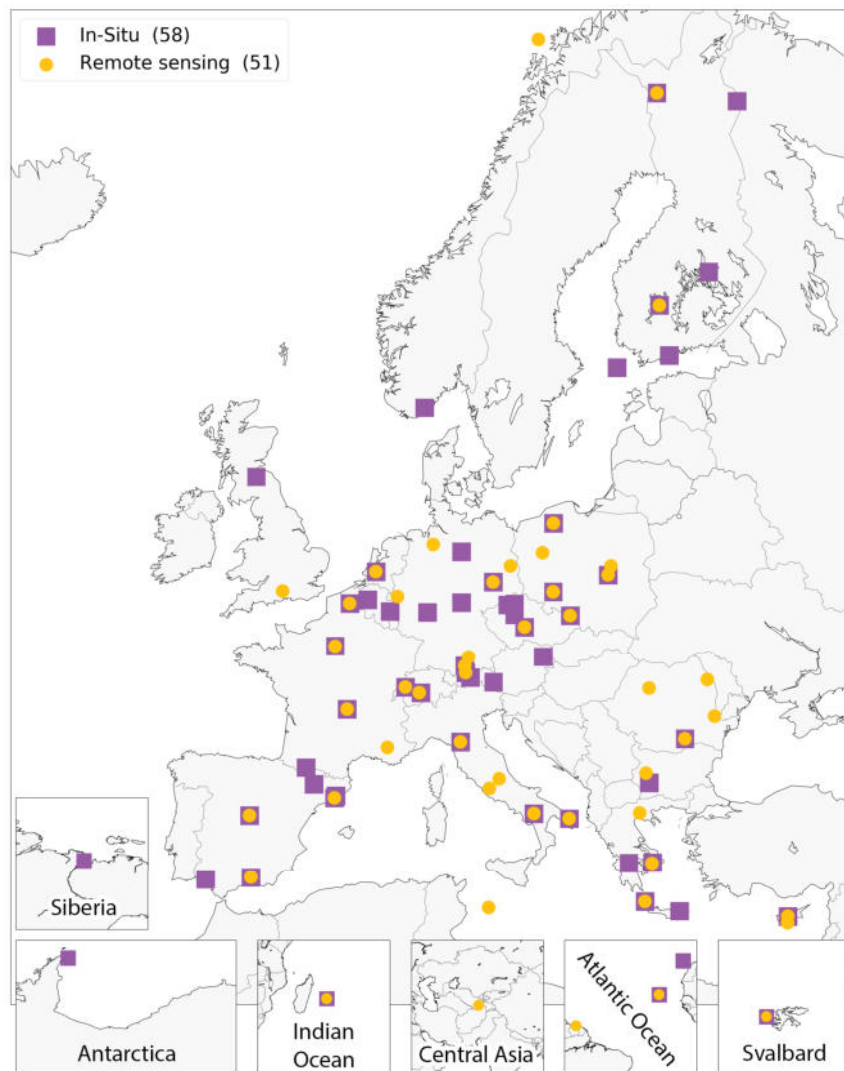 In-Situ (58)
Remote sensing (51)
Siberia
Antarctica
Indian
Ocean
Central Asia
Atlantic Ocean
Svalbard